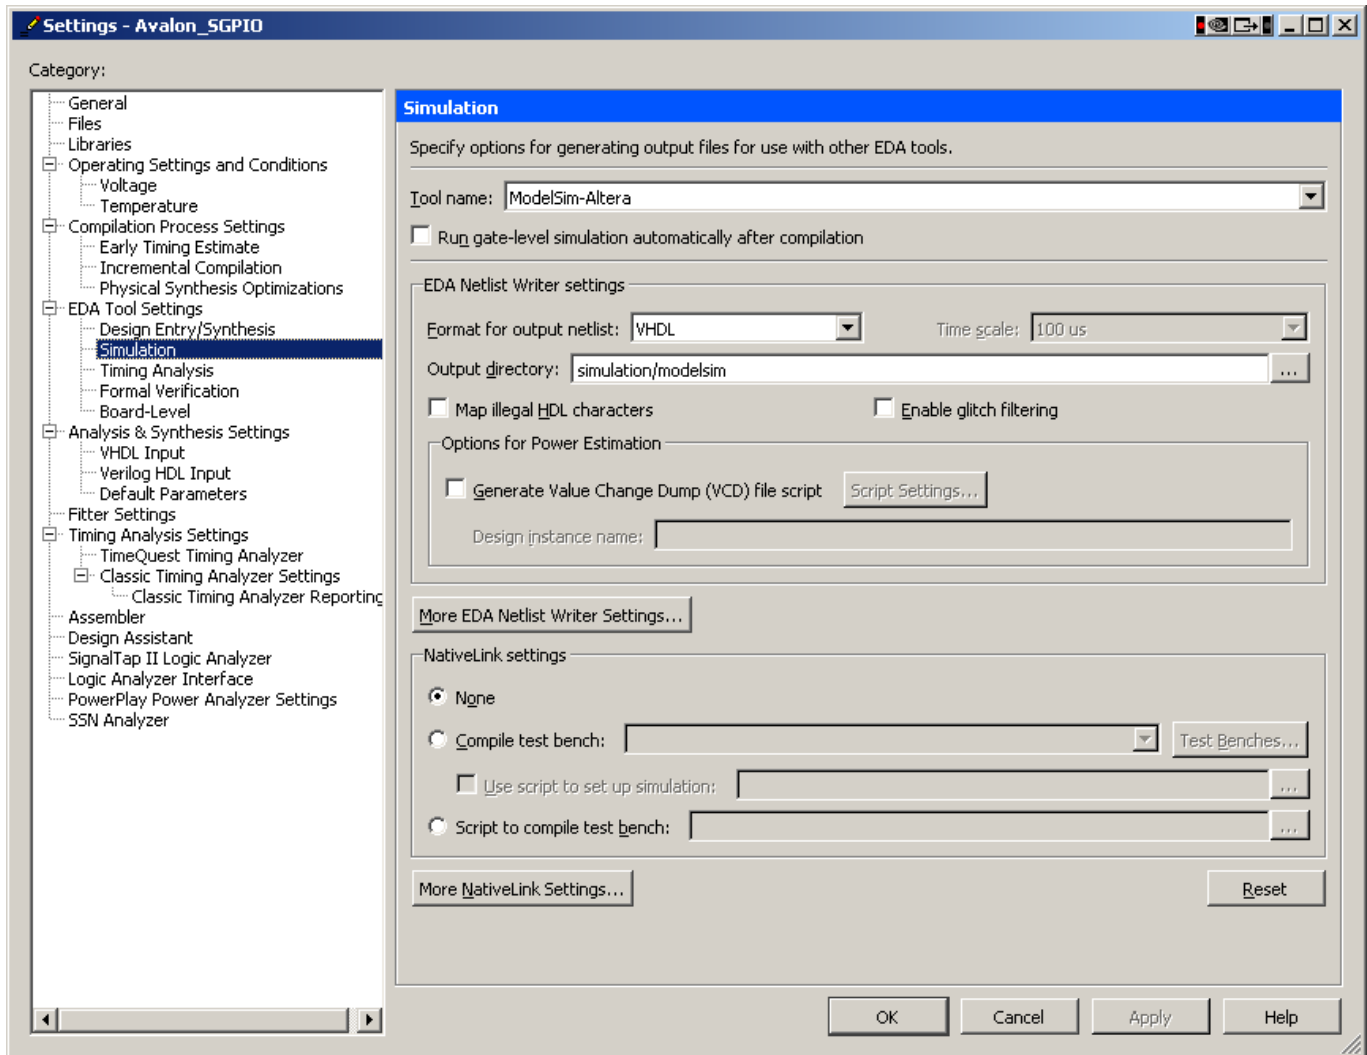 Settings - Avalon_SGPIO
Category:
General
Files
Libraries
Operating Settings and Conditions
Voltage
Temperature
Compilation Process Settings
Early Timing Estimate
Incremental Compilation
Physical Synthesis Optimizations
EDA Tool Settings
Design Entry/Synthesis
Simulation
Timing Analysis
Formal Verification
Board-Level
Analysis & Synthesis Settings
VHDL Input
Verilog HDL Input
Default Parameters
Fitter Settings
Timing Analysis Settings
TimeQuest Timing Analyzer
Classic Timing Analyzer Settings
Classic Timing Analyzer Reporting
Assembler
Design Assistant
SignalTap II Logic Analyzer
Logic Analyzer Interface
PowerPlay Power Analyzer Settings
SSN Analyzer
Simulation
Specify options for generating output files for use with other EDA tools.
Tool name: ModelSim-Altera
Run gate-level simulation automatically after compilation
EDA Netlist Writer settings
Format for output netlist: VHDL Time scale: 100 us
Output directory: simulation/modelsim ...
Map illegal HDL characters Enable glitch filtering
Options for Power Estimation
Generate Value Change Dump (VCD) file script Script Settings...
Design instance name:
More EDA Netlist Writer Settings...
NativeLink settings
None
Compile test bench: Test Benches...
Use script to set up simulation: ...
Script to compile test bench: ...
More NativeLink Settings... Reset
OK Cancel Apply Help